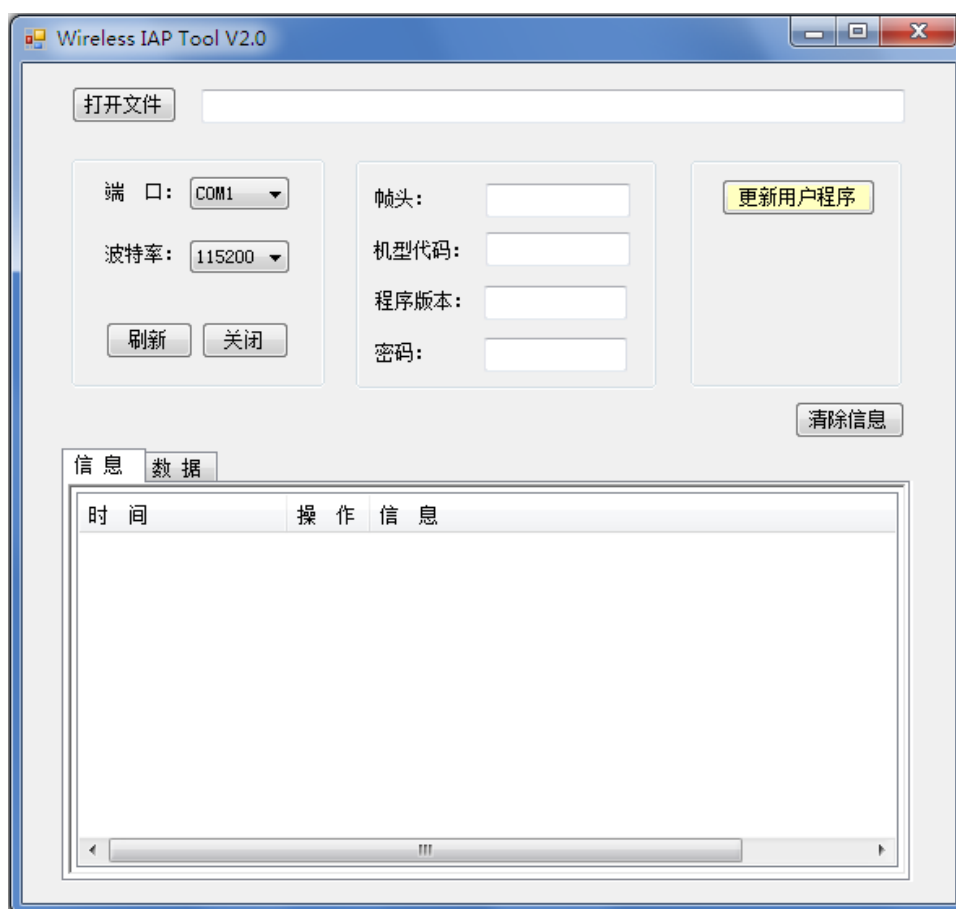 Wireless IAP Tool V2.0
打开文件
端 口: COM1
波特率: 115200
刷新 关闭
帧头:
机型代码:
程序版本:
密码:
更新用户程序
清除信息
信 息 数 据
时 间 操 作 信 息